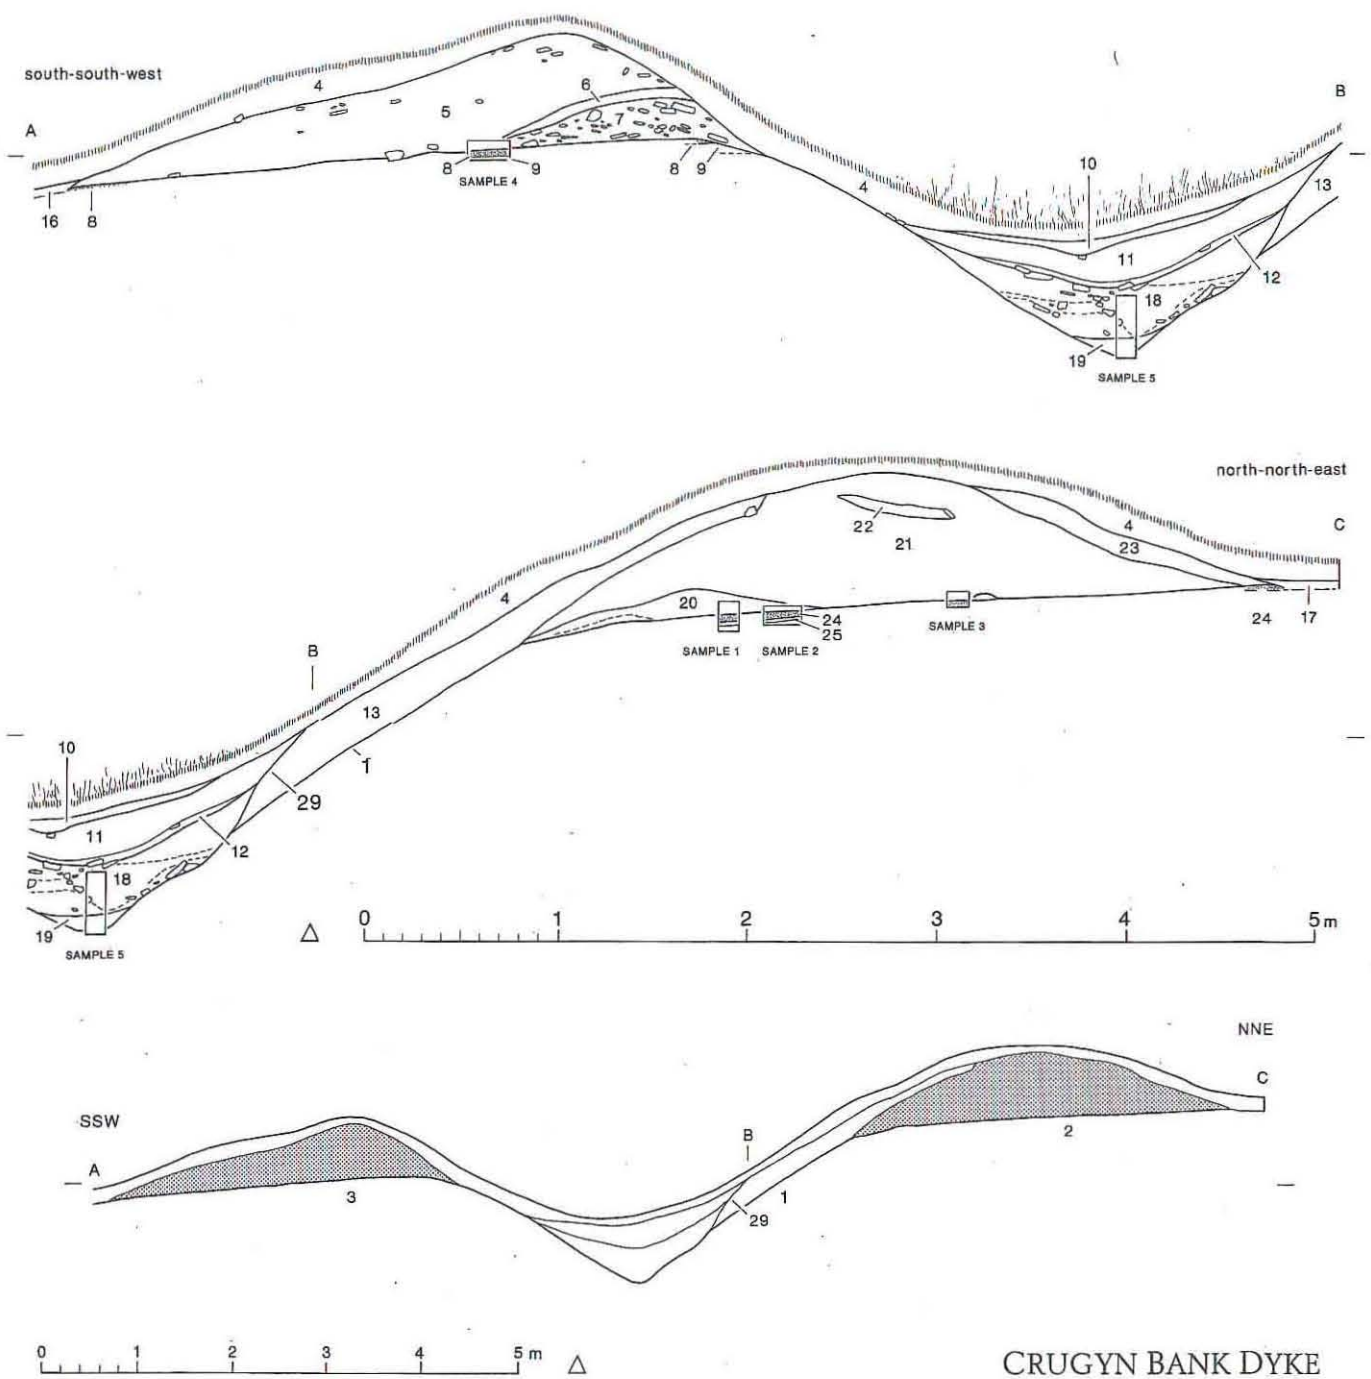 south-south-west
A
B
4
5
6
7
8 9
SAMPLE 4
8 9
16 8
4
10
13
11
12
18
19
SAMPLE 5
north-north-east
C
22
21
4
23
4
20
24
25
SAMPLE 1 SAMPLE 2
SAMPLE 3
24 17
B
13
10
1
29
11
12
18
19
SAMPLE 5
0 1 2 3 4 5 m
NNE
SSW
C
A
B
2
3
1
29
0 1 2 3 4 5 m
CRUGYN BANK DYKE